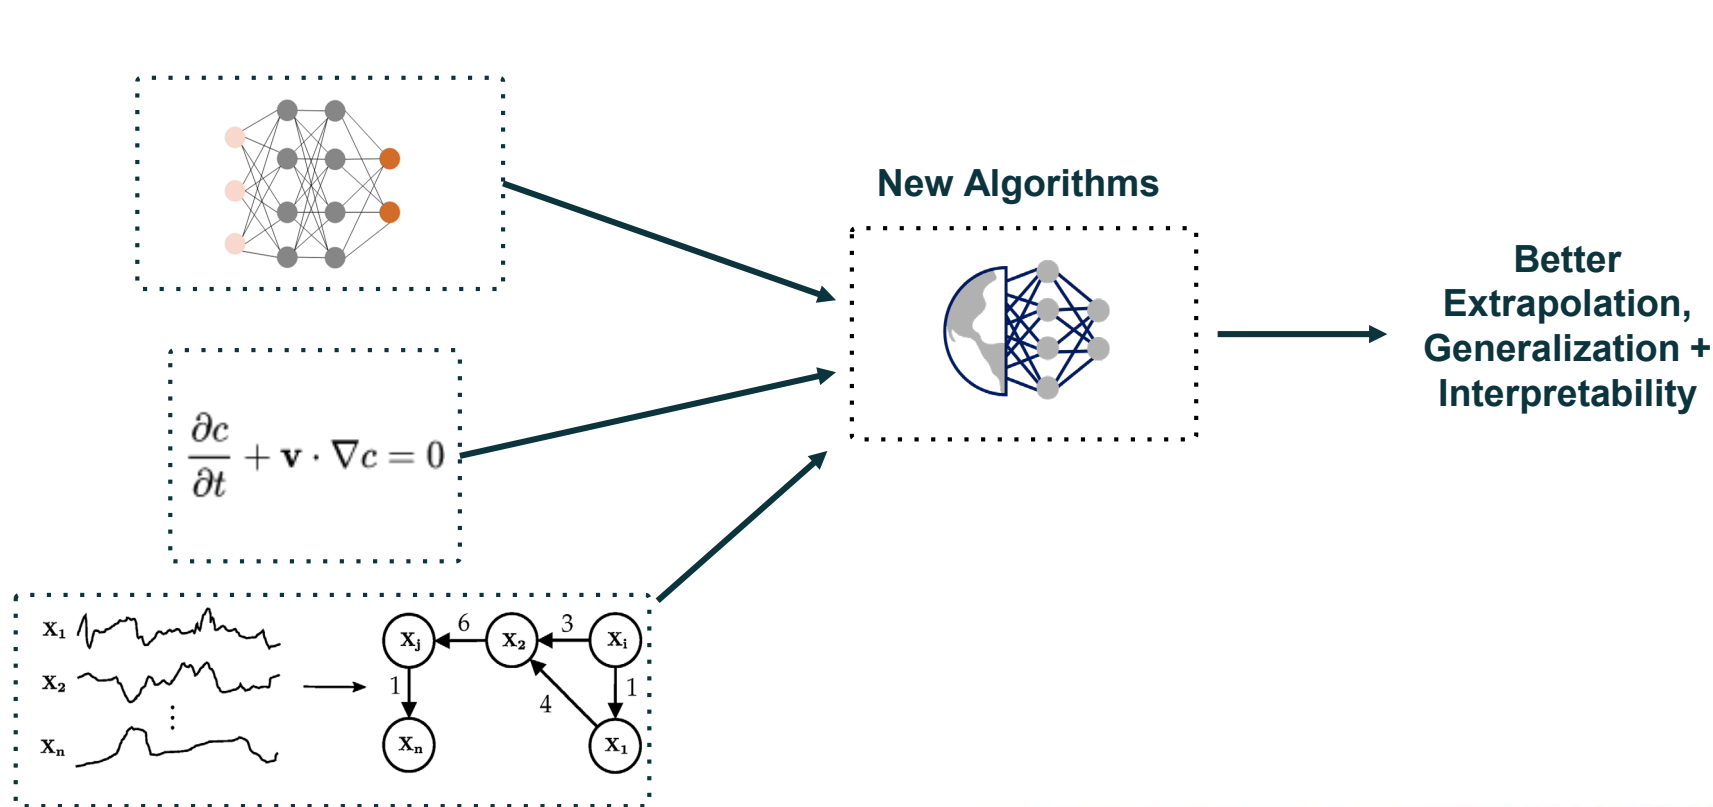 New Algorithms
Better
Extrapolation,
Generalization +
Interpretability
∂c/∂t + v · ∇c = 0
X₁
X₂
⋮
Xₙ
Xⱼ 6 X₂ 3 Xᵢ
1 4 1
Xₙ X₁